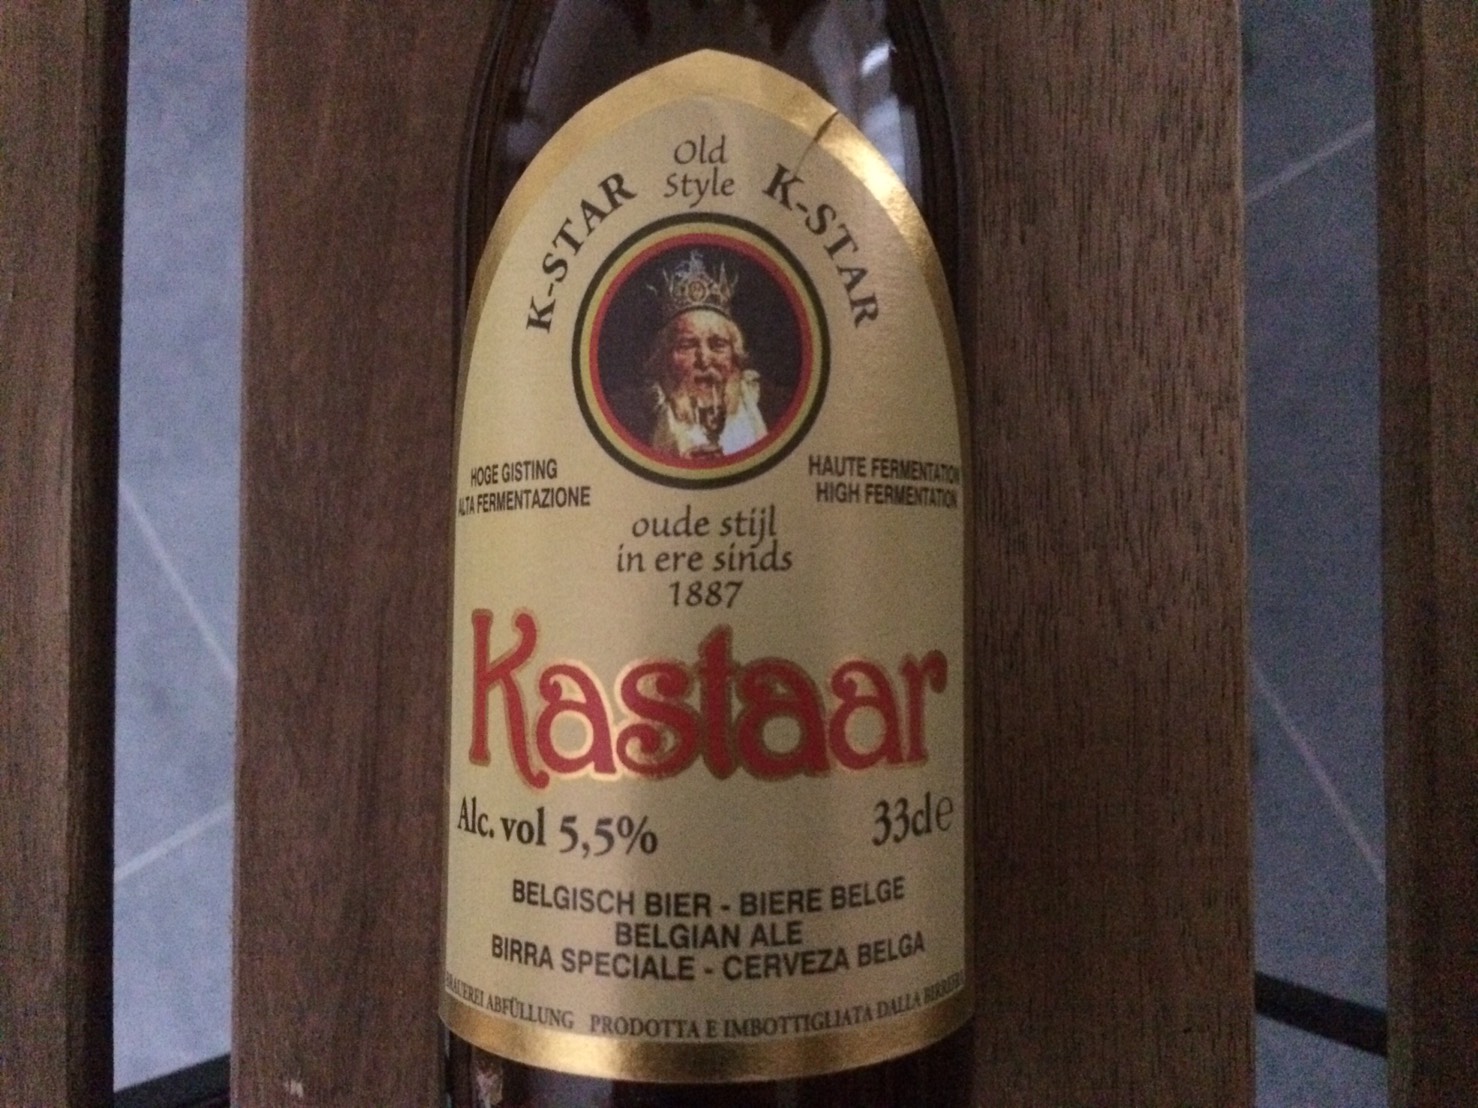 Old
Style
K-STAR K-STAR
HOGE GISTING
ALTA FERMENTAZIONE
HAUTE FERMENTATION
HIGH FERMENTATION
oude stijl
in ere sinds
1887
Kastaar
Alc. vol 5,5% 33cl e
BELGISCH BIER - BIERE BELGE
BELGIAN ALE
BIRRA SPECIALE - CERVEZA BELGA
ABFÜLLUNG PRODOTTA E IMBOTTIGLIATA DALLA